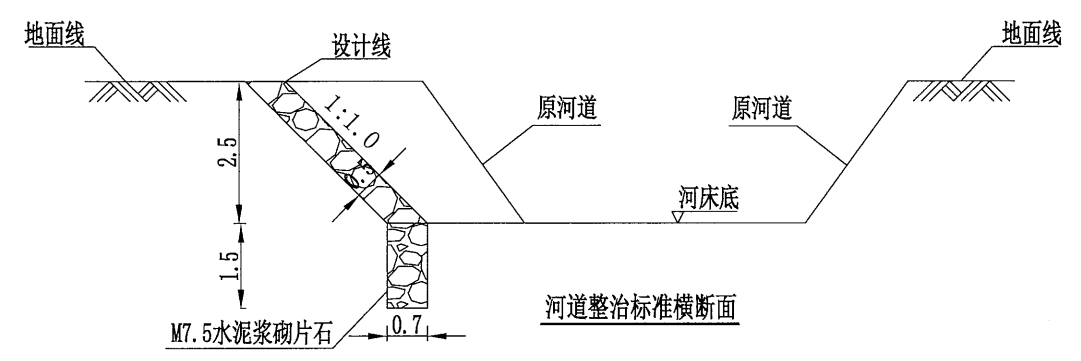 地面线
设计线
地面线
1:1.0
原河道
原河道
2.5
0.5
河床底
1.5
0.7
M7.5水泥浆砌片石
河道整治标准横断面